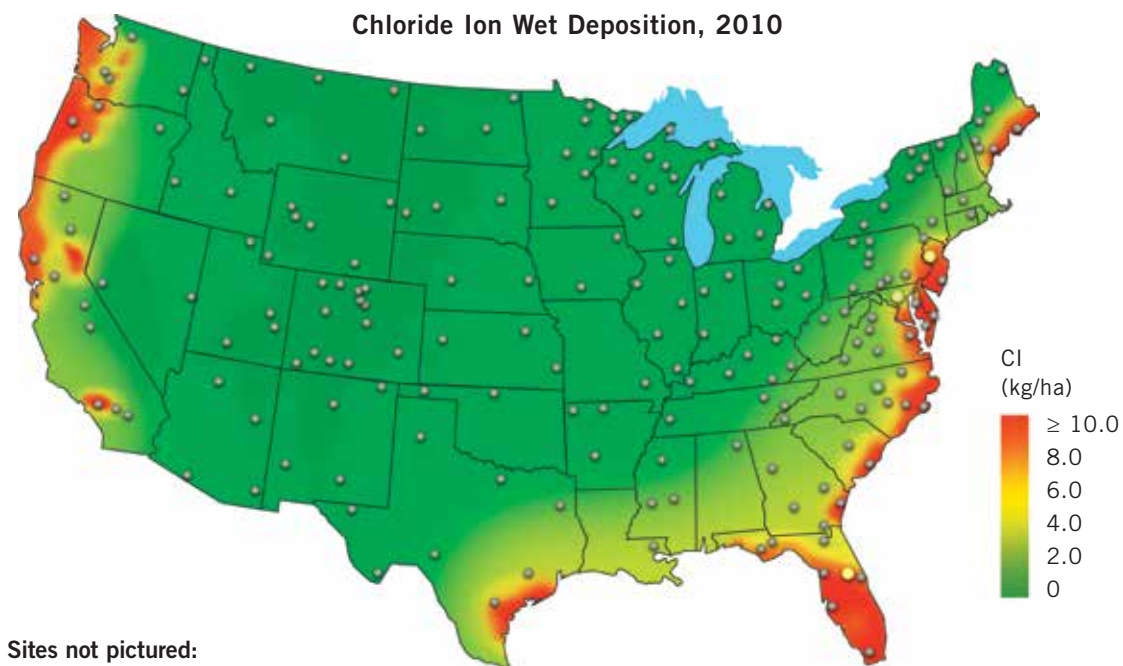 Chloride Ion Wet Deposition, 2010
Cl
(kg/ha)
≥ 10.0
8.0
6.0
4.0
2.0
0
Sites not pictured: